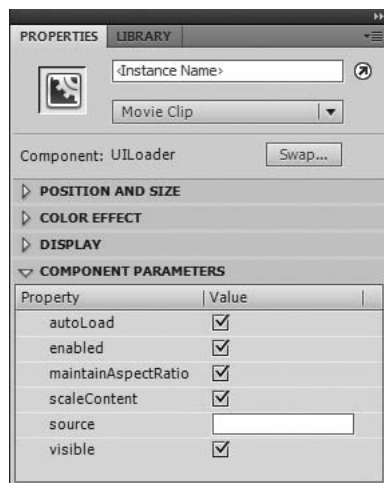 PROPERTIES LIBRARY
<Instance Name>
Movie Clip
Component: UILoader Swap...
POSITION AND SIZE
COLOR EFFECT
DISPLAY
COMPONENT PARAMETERS
Property Value
autoLoad
enabled
maintainAspectRatio
scaleContent
source
visible